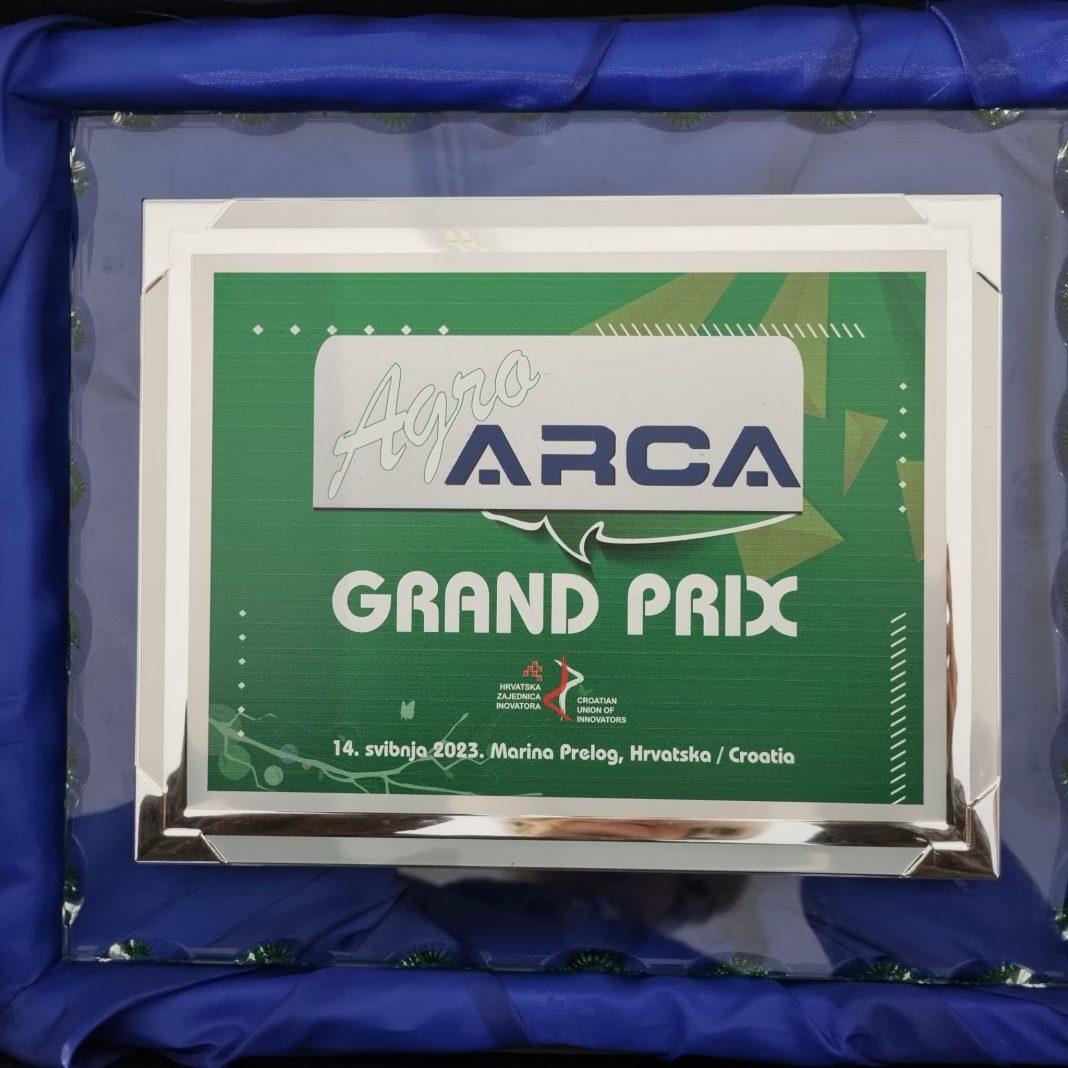 Agro
ARCA
GRAND PRIX
HRVATSKA
ZAJEDNICA
INOVATORA
CROATIAN
UNION OF
INNOVATORS
14. svibnja 2023. Marina Prelog, Hrvatska / Croatia